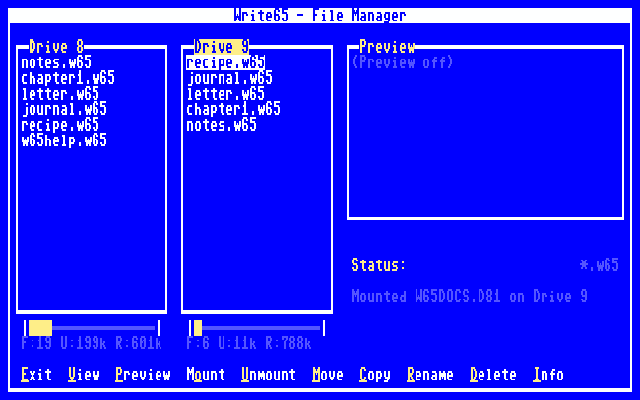 Write65 - File Manager
Drive 8
notes.w65
chapter1.w65
letter.w65
journal.w65
recipe.w65
w65help.w65
F:19 U:199k R:601k
Drive 9
recipe.w65
journal.w65
letter.w65
chapter1.w65
notes.w65
F:6 U:11k R:788k
Preview
(Preview off)
Status: *.w65
Mounted W65DOCS.D81 on Drive 9
Exit View Preview Mount Unmount Move Copy Rename Delete Info